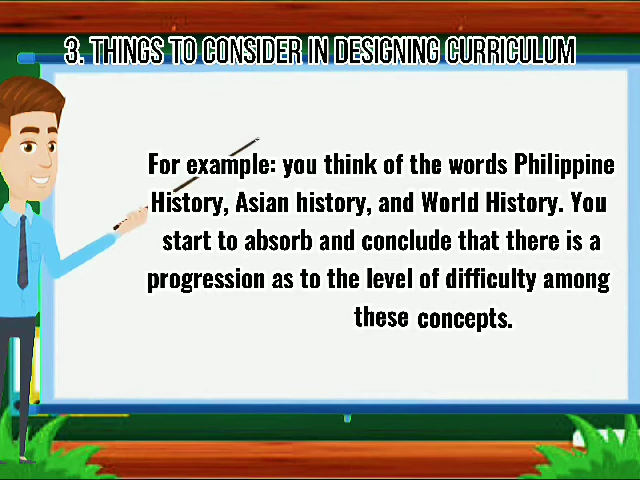 3. THINGS TO CONSIDER IN DESIGNING CURRICULUM
For example: you think of the words Philippine
History, Asian history, and World History. You
start to absorb and conclude that there is a
progression as to the level of difficulty among
these concepts.